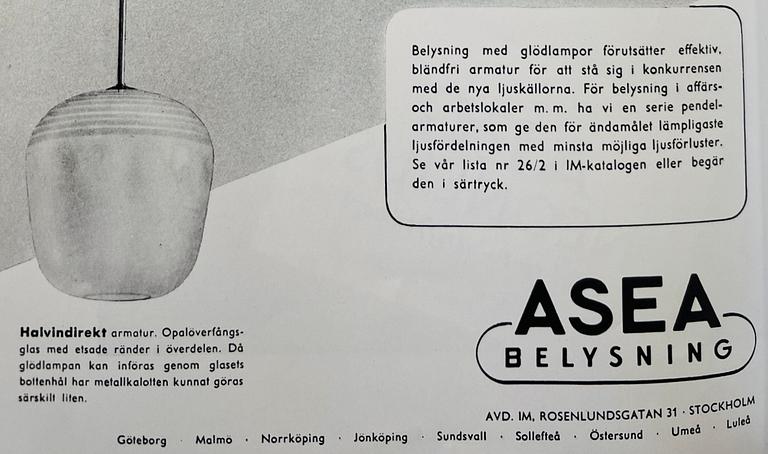 Belysning med glödlampor förutsätter effektiv,
bländfri armatur för att stå sig i konkurrensen
med de nya ljuskällorna. För belysning i affärs-
och arbetslokaler m. m. ha vi en serie pendel-
armaturer, som ge den för ändamålet lämpligaste
ljusfördelningen med minsta möjliga ljusförluster.
Se vår lista nr 26/2 i IM-katalogen eller begär
den i särtryck.
Halvindirekt armatur. Opalöverfångs-
glas med etsade ränder i överdelen. Då
glödlampan kan införas genom glasets
bottenhål har metallkalotten kunnat göras
särskilt liten.
ASEA
BELYSNING
AVD. IM, ROSENLUNDSGATAN 31 · STOCKHOLM
Göteborg · Malmö · Norrköping · Jönköping · Sundsvall · Sollefteå · Östersund · Umeå · Luleå